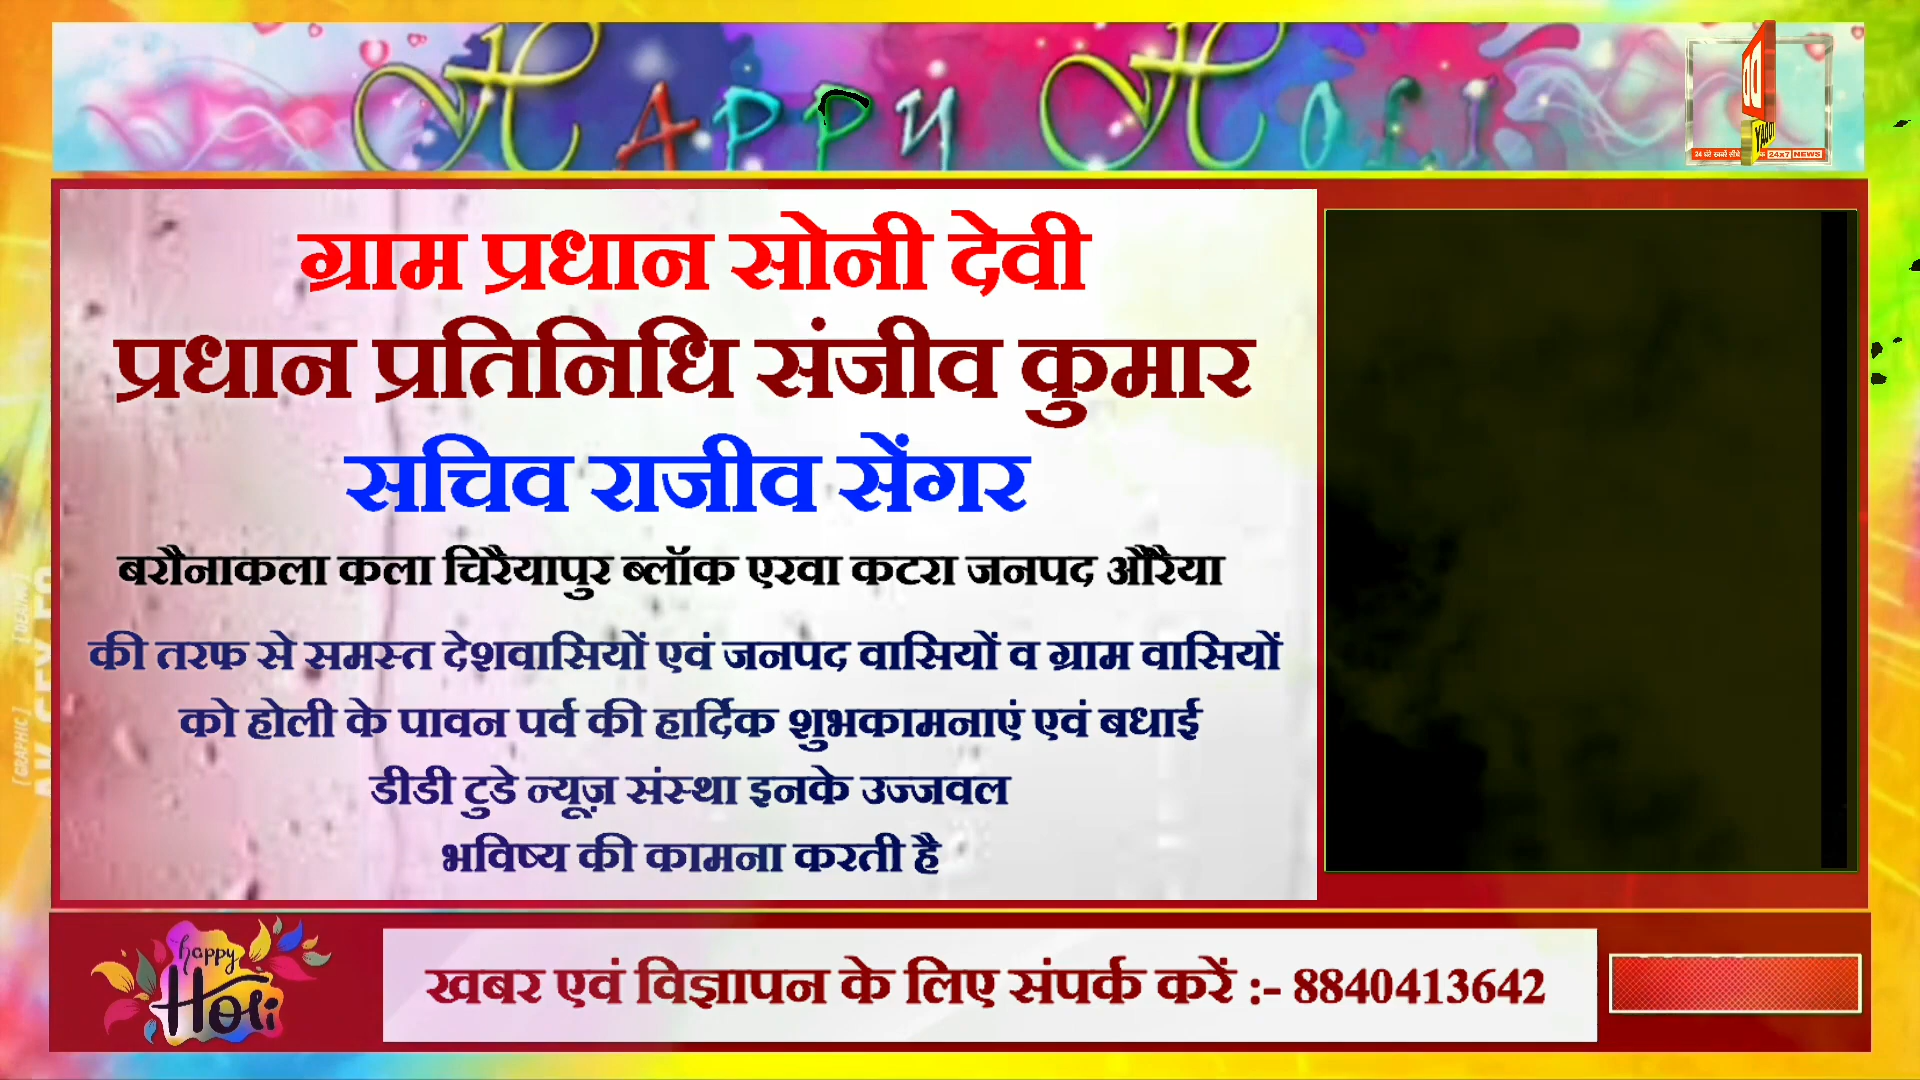 Happy Holi
24x7 NEWS
ग्राम प्रधान सोनी देवी
प्रधान प्रतिनिधि संजीव कुमार
सचिव राजीव सेंगर
बरौनाकला कला चिरैयापुर ब्लॉक एरवा कटरा जनपद औरैया
की तरफ से समस्त देशवासियों एवं जनपद वासियों व ग्राम वासियों
को होली के पावन पर्व की हार्दिक शुभकामनाएं एवं बधाई
डीडी टुडे न्यूज़ संस्था इनके उज्जवल
भविष्य की कामना करती है
happy
Holi
खबर एवं विज्ञापन के लिए संपर्क करें :- 8840413642